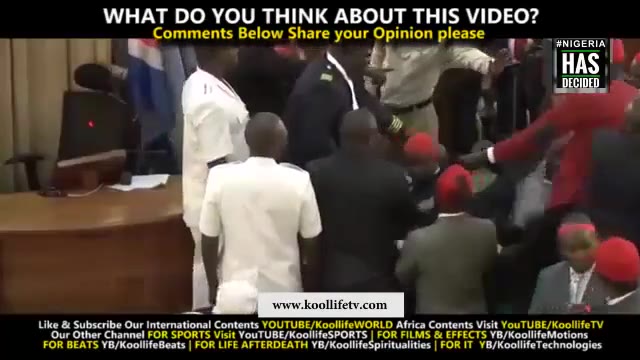 WHAT DO YOU THINK ABOUT THIS VIDEO?
Comments Below Share your Opinion please
#NIGERIA
HAS
DECIDED
www.koollifetv.com
Like & Subscribe Our International Contents YOUTUBE/KoollifeWORLD Africa Contents Visit YouTUBE/KoollifeTV
Our Other Channel FOR SPORTS Visit YouTUBE/KoollifeSPORTS | FOR FILMS & EFFECTS YB/KoollifeMotions
FOR BEATS YB/KoollifeBeats | FOR LIFE AFTERDEATH YB/KoollifeSpiritualities | FOR IT YB/KoollifeTechnologies